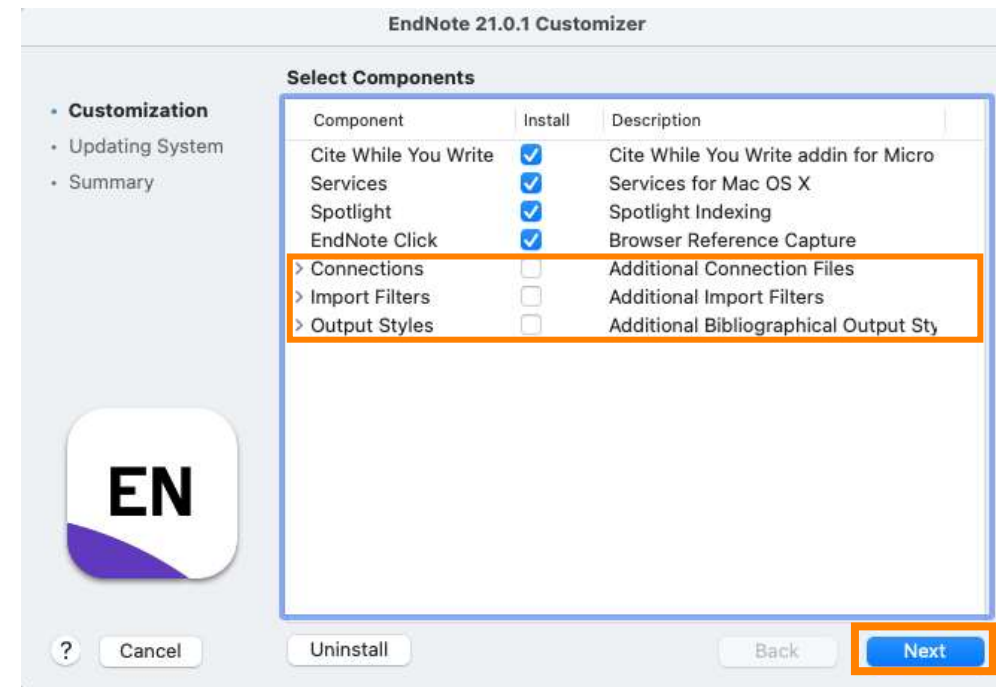 EndNote 21.0.1 Customizer
Select Components
• Customization
• Updating System
• Summary
Component Install Description
Cite While You Write Cite While You Write addin for Micro
Services Services for Mac OS X
Spotlight Spotlight Indexing
EndNote Click Browser Reference Capture
> Connections Additional Connection Files
> Import Filters Additional Import Filters
> Output Styles Additional Bibliographical Output Sty
EN
? Cancel Uninstall Back Next